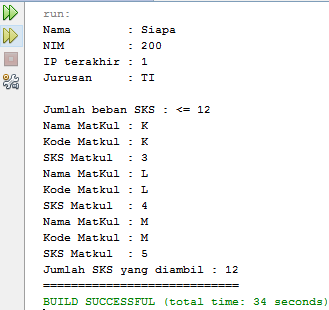 run:
Nama        : Siapa
NIM         : 200
IP terakhir : 1
Jurusan     : TI

Jumlah beban SKS : <= 12
Nama MatKul : K
Kode Matkul : K
SKS Matkul  : 3
Nama MatKul : L
Kode Matkul : L
SKS Matkul  : 4
Nama MatKul : M
Kode Matkul : M
SKS Matkul  : 5
Jumlah SKS yang diambil : 12
============================
BUILD SUCCESSFUL (total time: 34 seconds)